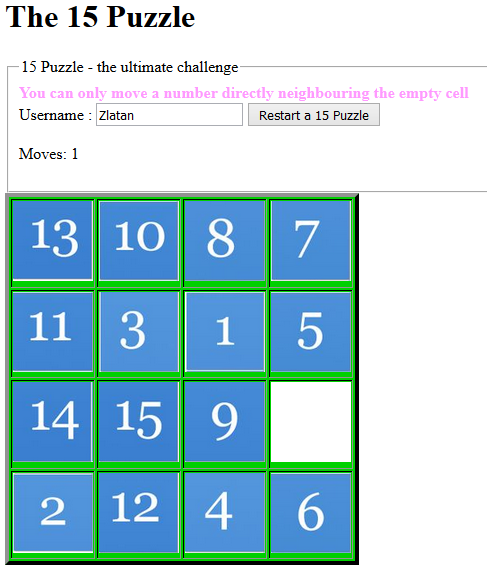 The 15 Puzzle
15 Puzzle - the ultimate challenge
You can only move a number directly neighbouring the empty cell
Username : Zlatan Restart a 15 Puzzle
Moves: 1
13 10 8 7
11 3 1 5
14 15 9
2 12 4 6